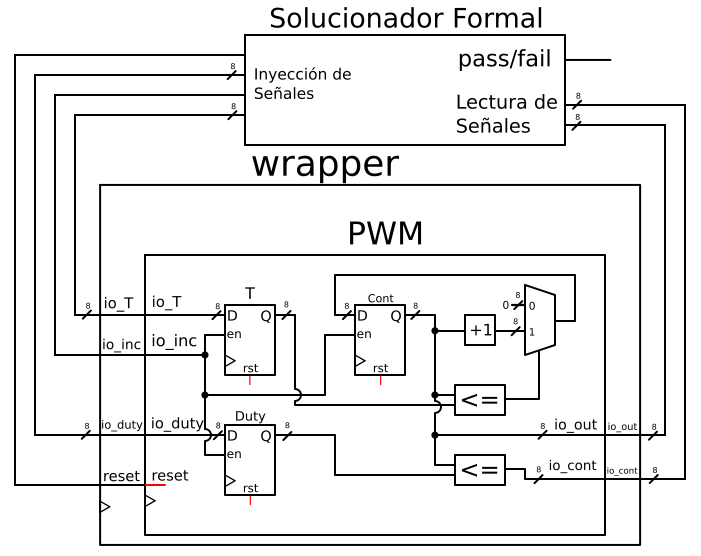 Solucionador Formal
8
Inyección de
Señales
8
pass/fail
Lectura de
Señales
8
8
wrapper
PWM
8
io_T
io_T
8
T
D
Q
en
rst
8
8
Cont
D
Q
en
rst
8
+1
0
8
0
8
1
io_inc
io_inc
<=
8
io_duty
io_duty
8
Duty
D
Q
en
rst
8
8
io_out
io_out
8
<=
8
io_cont
io_cont
8
reset
reset